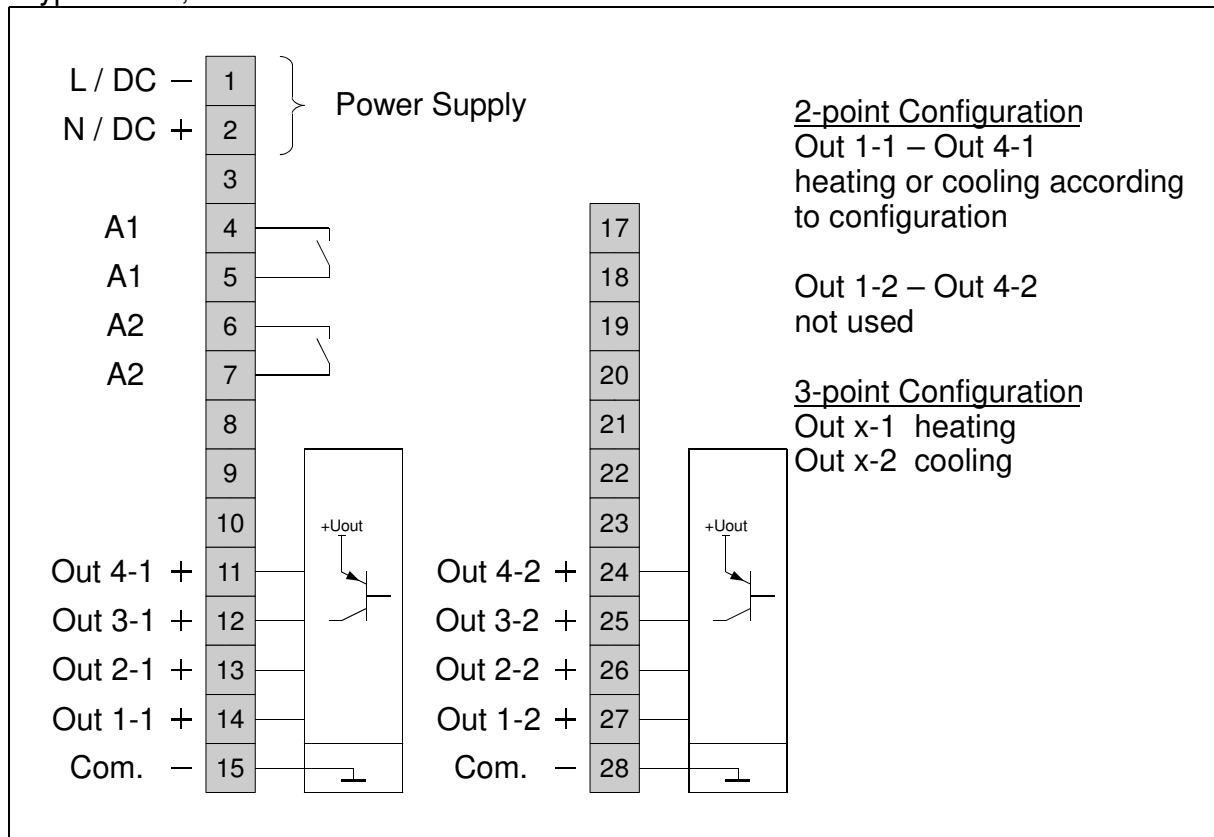 L / DC – 1
N / DC + 2
Power Supply
3
A1 4
A1 5
A2 6
A2 7
8
9
10
+Uout
Out 4-1 + 11
Out 3-1 + 12
Out 2-1 + 13
Out 1-1 + 14
Com. – 15
17
18
19
20
21
22
23
+Uout
Out 4-2 + 24
Out 3-2 + 25
Out 2-2 + 26
Out 1-2 + 27
Com. – 28
2-point Configuration
Out 1-1 – Out 4-1
heating or cooling according
to configuration
Out 1-2 – Out 4-2
not used
3-point Configuration
Out x-1 heating
Out x-2 cooling